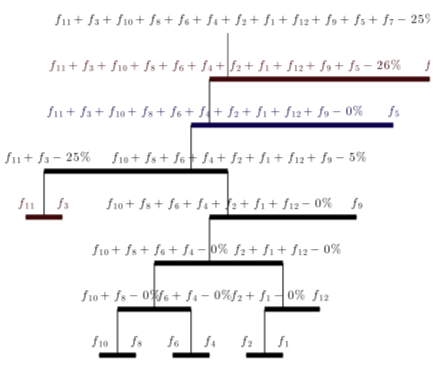 f11 + f3 + f10 + f8 + f6 + f4 + f2 + f1 + f12 + f9 + f5 + f7 − 25%
f11 + f3 + f10 + f8 + f6 + f4 + f2 + f1 + f12 + f9 + f5 − 26% f
f11 + f3 + f10 + f8 + f6 + f4 + f2 + f1 + f12 + f9 − 0% f5
f11 + f3 − 25% f10 + f8 + f6 + f4 + f2 + f1 + f12 + f9 − 5%
f11 f3 f10 + f8 + f6 + f4 + f2 + f1 + f12 − 0% f9
f10 + f8 + f6 + f4 − 0% f2 + f1 + f12 − 0%
f10 + f8 − 0% f6 + f4 − 0% f2 + f1 − 0% f12
f10 f8 f6 f4 f2 f1